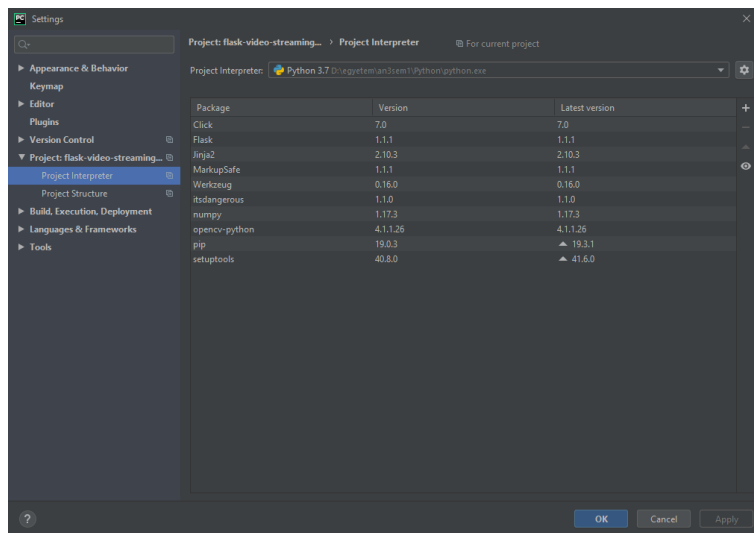 PC Settings
Project: flask-video-streaming... › Project Interpreter For current project
Appearance & Behavior
Keymap
Editor
Plugins
Version Control
Project: flask-video-streaming...
Project Interpreter
Project Structure
Build, Execution, Deployment
Languages & Frameworks
Tools
Project Interpreter: Python 3.7 D:\egyetem\an3sem1\Python\python.exe
Package Version Latest version
Click 7.0 7.0
Flask 1.1.1 1.1.1
Jinja2 2.10.3 2.10.3
MarkupSafe 1.1.1 1.1.1
Werkzeug 0.16.0 0.16.0
itsdangerous 1.1.0 1.1.0
numpy 1.17.3 1.17.3
opencv-python 4.1.1.26 4.1.1.26
pip 19.0.3 19.3.1
setuptools 40.8.0 41.6.0
? OK Cancel Apply